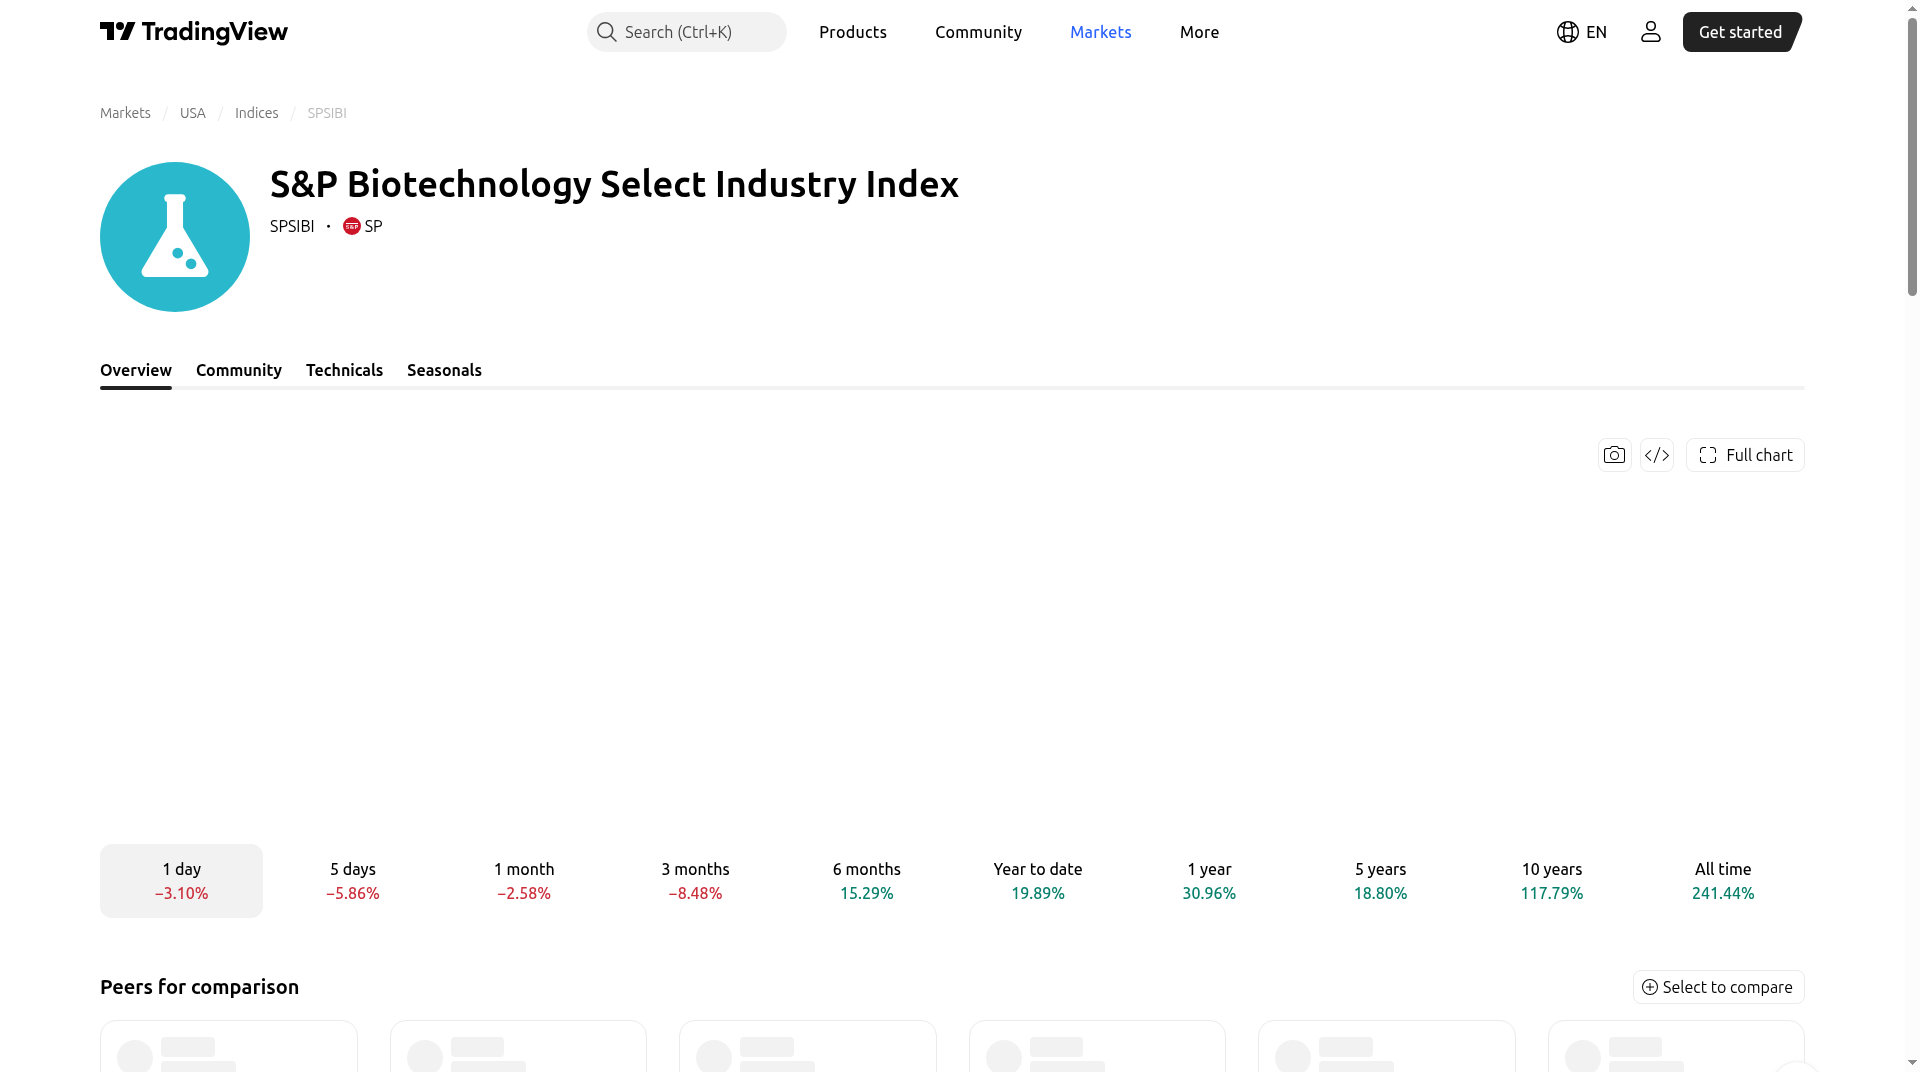 TradingView
Search (Ctrl+K)
Products
Community
Markets
More
EN
Get started
Markets / USA / Indices / SPSIBI
S&P Biotechnology Select Industry Index
SPSIBI • S&P SP
Overview
Community
Technicals
Seasonals
Full chart
1 day
−3.10%
5 days
−5.86%
1 month
−2.58%
3 months
−8.48%
6 months
15.29%
Year to date
19.89%
1 year
30.96%
5 years
18.80%
10 years
117.79%
All time
241.44%
Peers for comparison
Select to compare